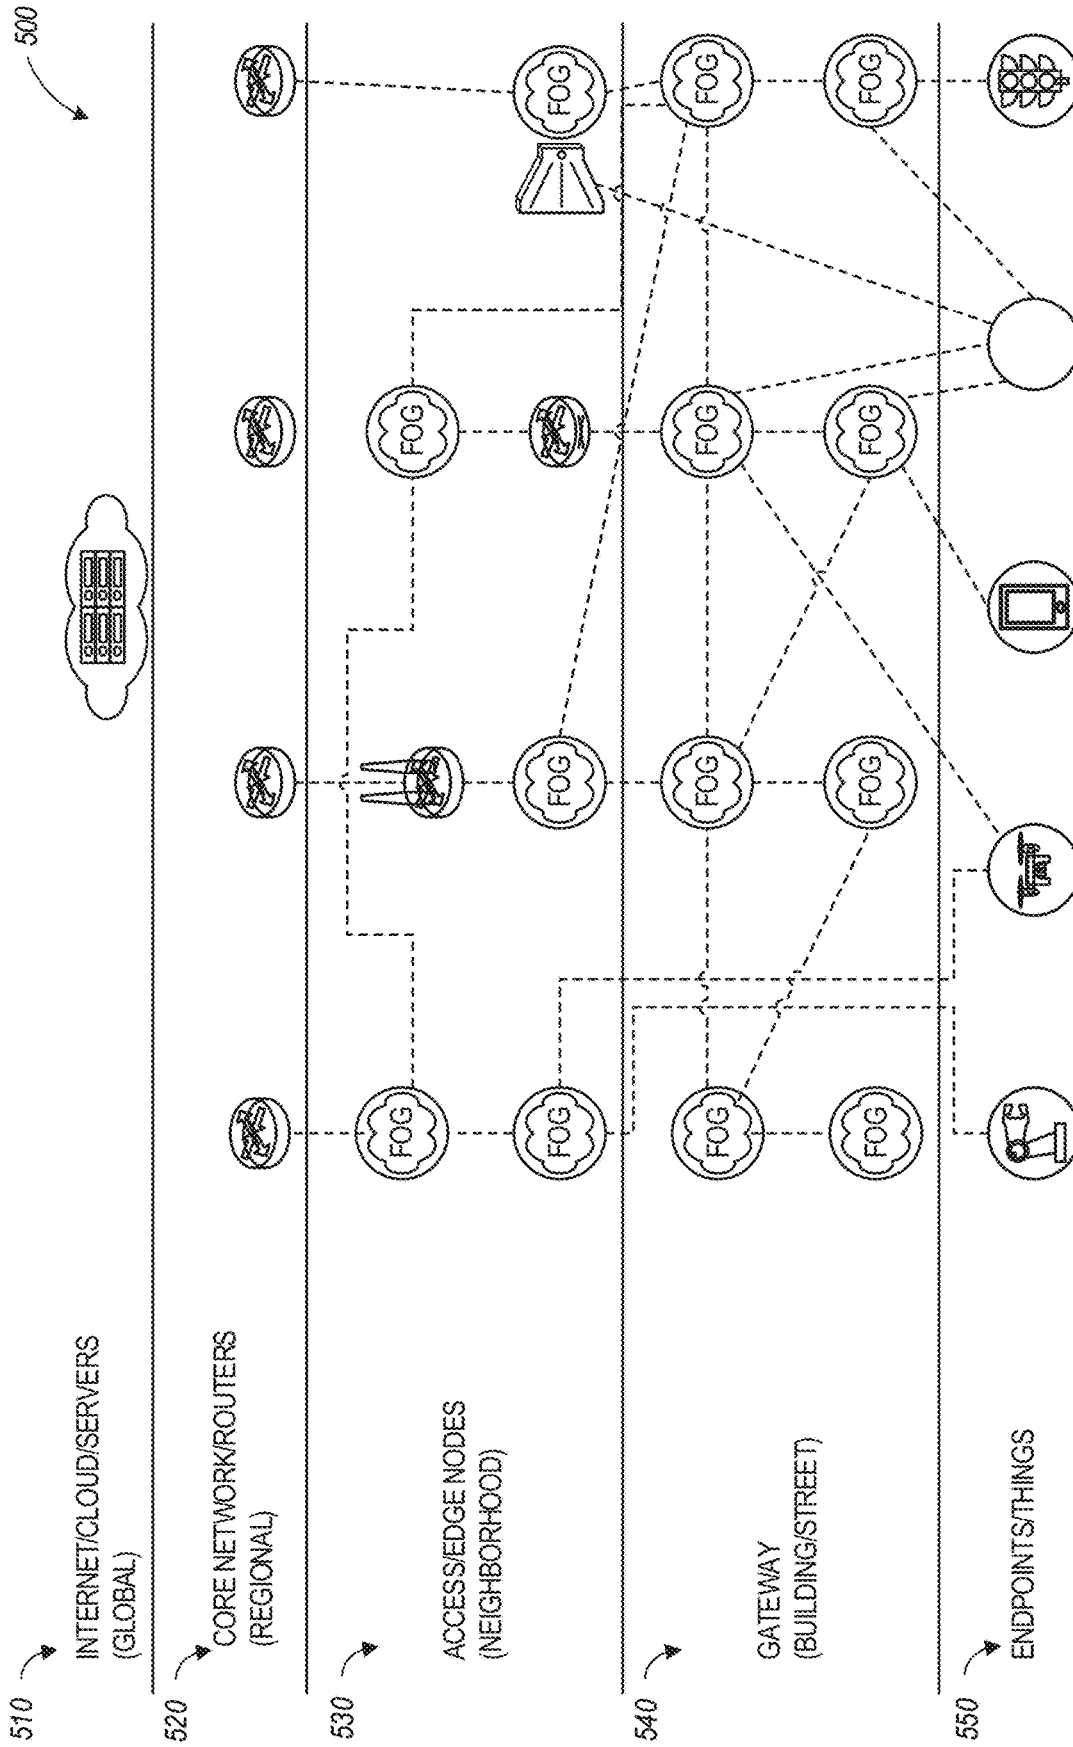 500
510
INTERNET/CLOUD/SERVERS
(GLOBAL)
520
CORE NETWORK/ROUTERS
(REGIONAL)
530
FOG
FOG
ACCESS/EDGE NODES
(NEIGHBORHOOD)
FOG
FOG
FOG
540
FOG
FOG
FOG
FOG
GATEWAY
(BUILDING/STREET)
FOG
FOG
FOG
FOG
550
ENDPOINTS/THINGS